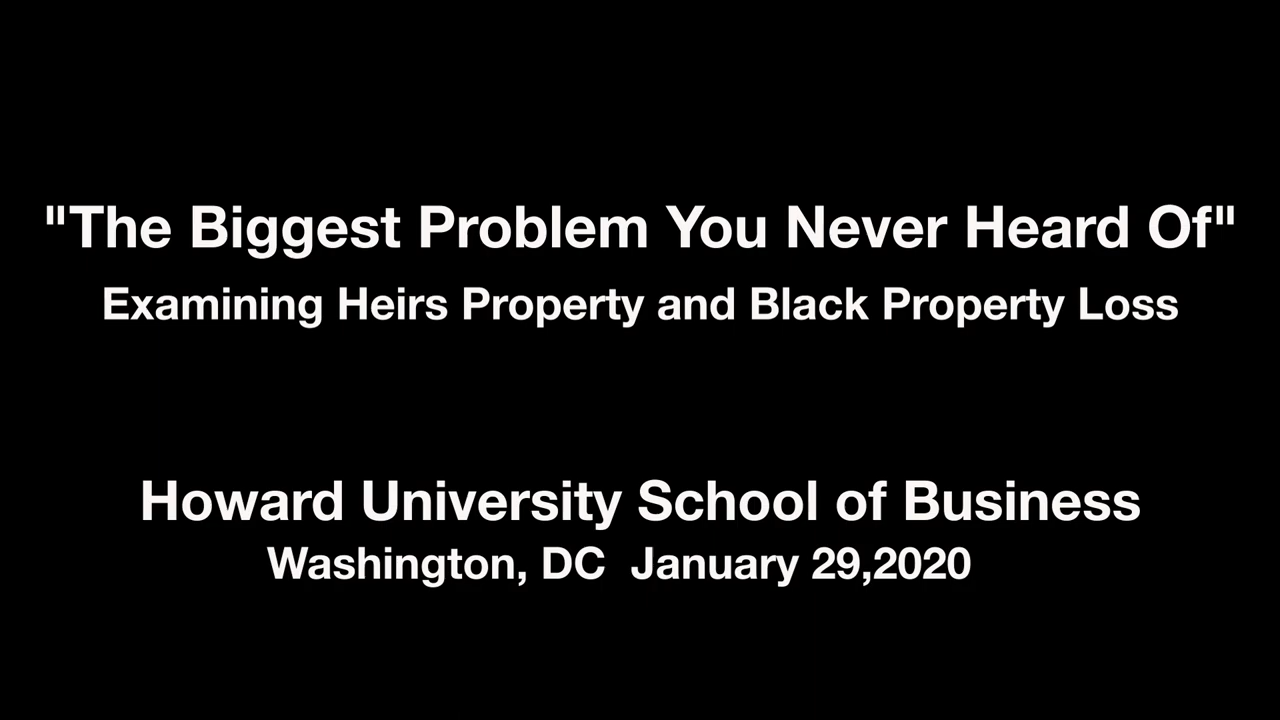 "The Biggest Problem You Never Heard Of"
Examining Heirs Property and Black Property Loss
Howard University School of Business
Washington, DC  January 29,2020